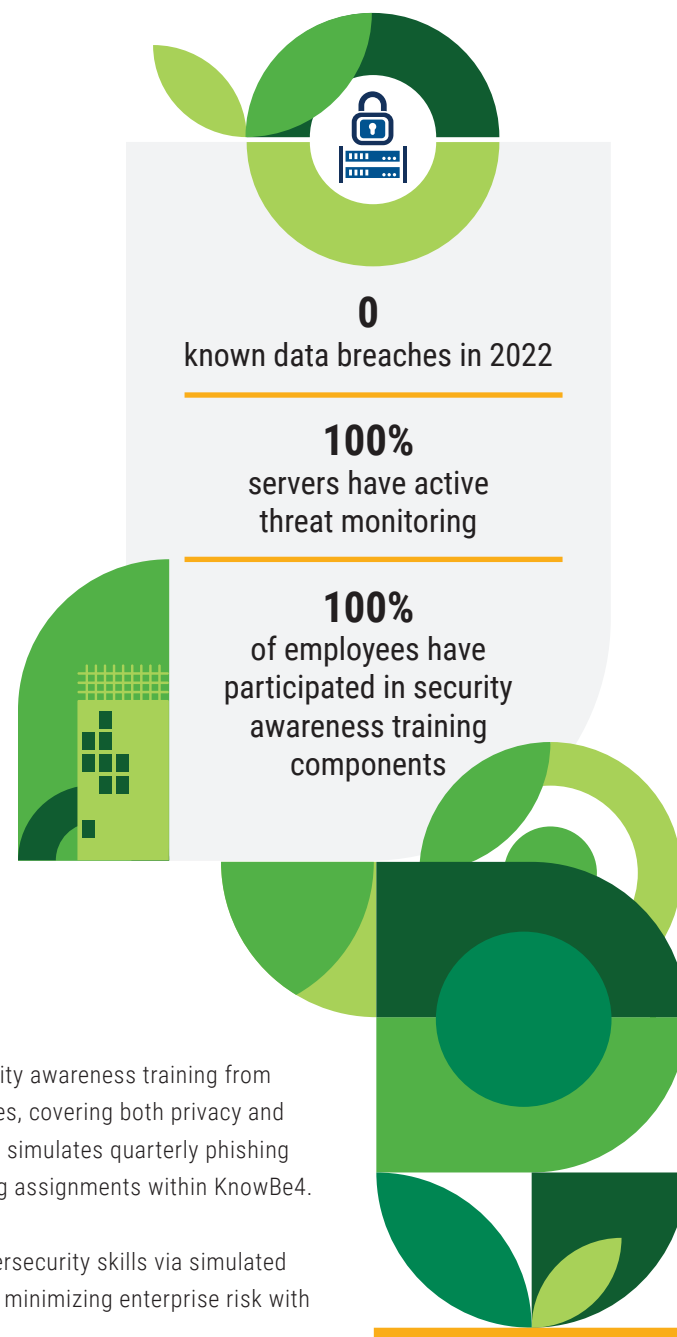 0
known data breaches in 2022
100%
servers have active
threat monitoring
100%
of employees have
participated in security
awareness training
components
ity awareness training from
es, covering both privacy and
simulates quarterly phishing
g assignments within KnowBe4.
ersecurity skills via simulated
minimizing enterprise risk with